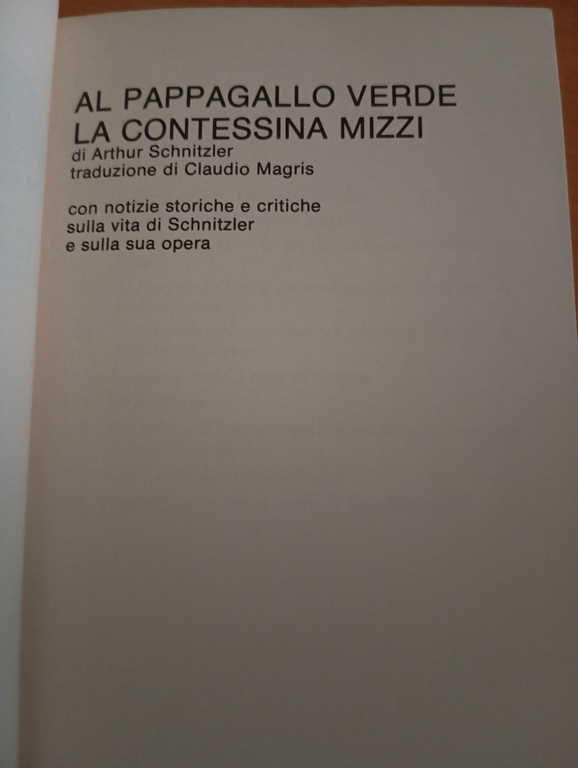 AL PAPPAGALLO VERDE
LA CONTESSINA MIZZI
di Arthur Schnitzler
traduzione di Claudio Magris
con notizie storiche e critiche
sulla vita di Schnitzler
e sulla sua opera